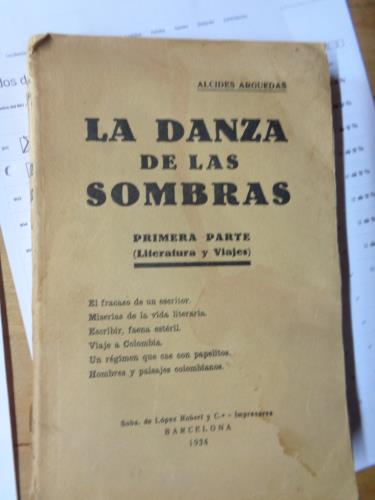 ALCIDES ARGUEDAS
LA DANZA
DE LAS
SOMBRAS
PRIMERA PARTE
(Literatura y Viajes)
El fracaso de un escritor.
Miserias de la vida literaria.
Escribir, faena estéril.
Viaje a Colombia.
Un régimen que cae con papelitos.
Hombres y paisajes colombianos.
Sobs. de López Robert y C.ª - Impresores
BARCELONA
1934